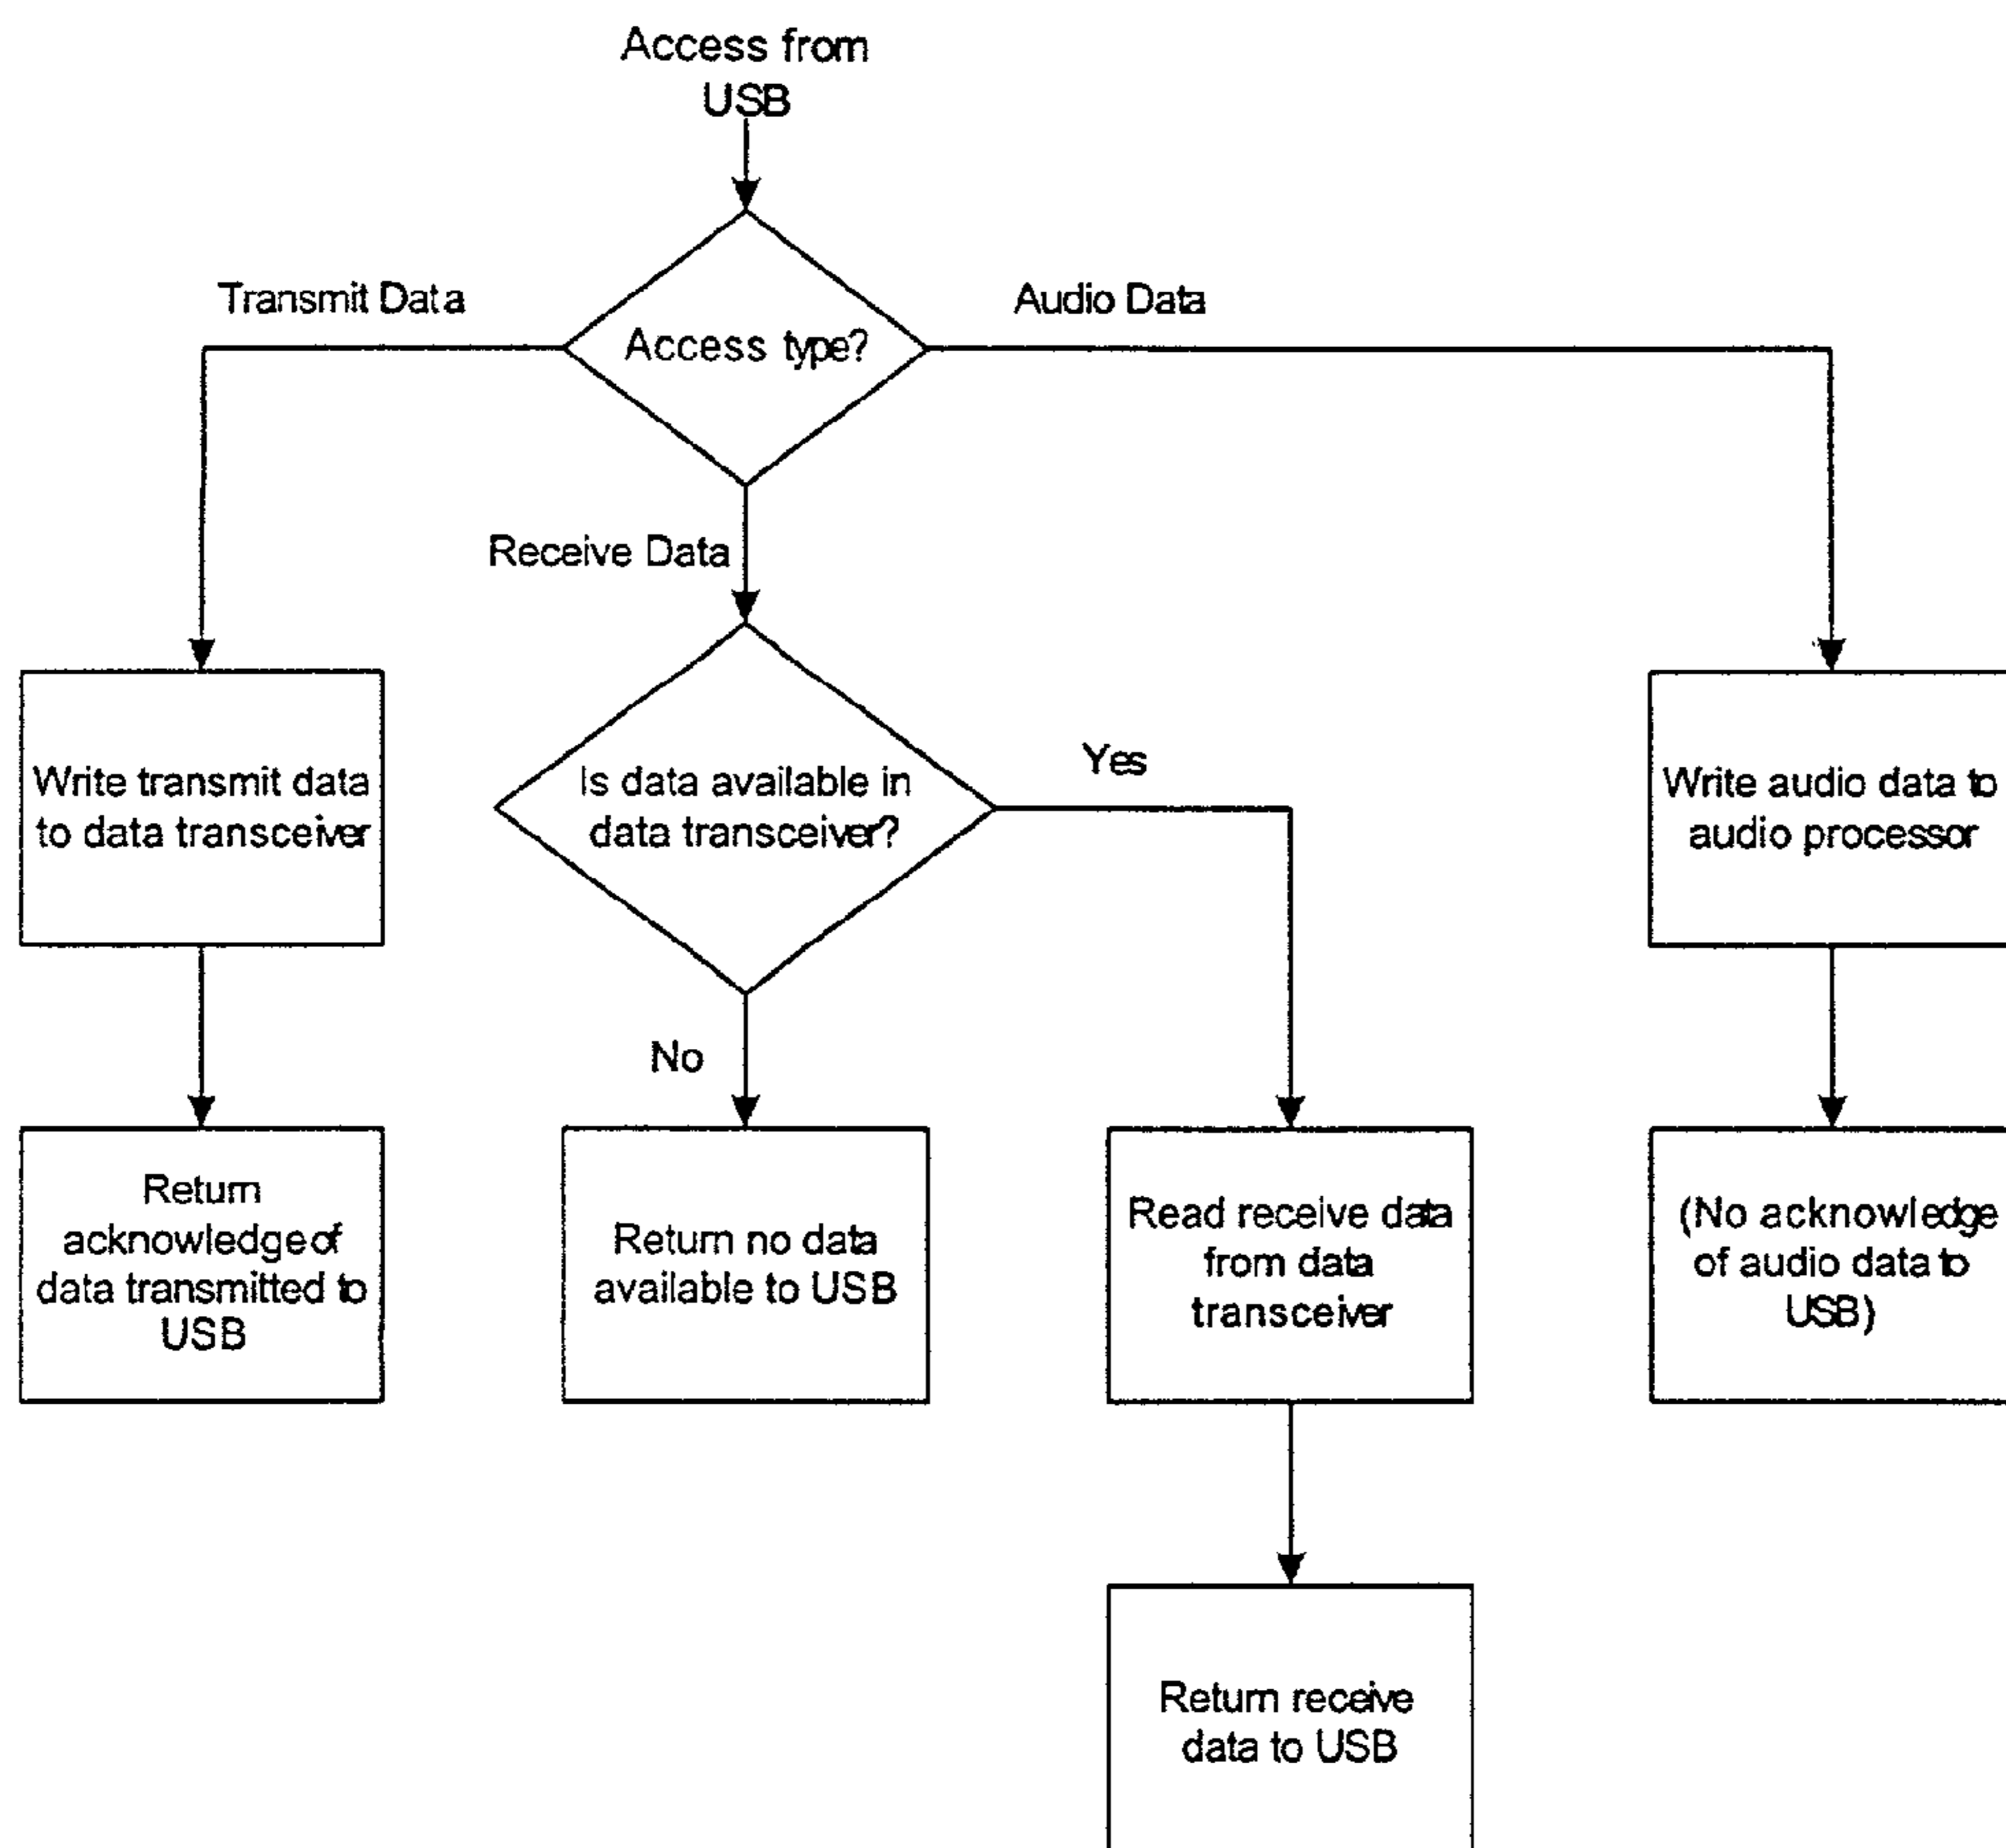 Access from
USB
Transmit Data
Access type?
Audio Data
Receive Data
Write transmit data
to data transceiver
Is data available in
data transceiver?
Yes
Write audio data to
audio processor
No
Return
acknowledge of
data transmitted to
USB
Return no data
available to USB
Read receive data
from data
transceiver
(No acknowledge
of audio data to
USB)
Return receive
data to USB